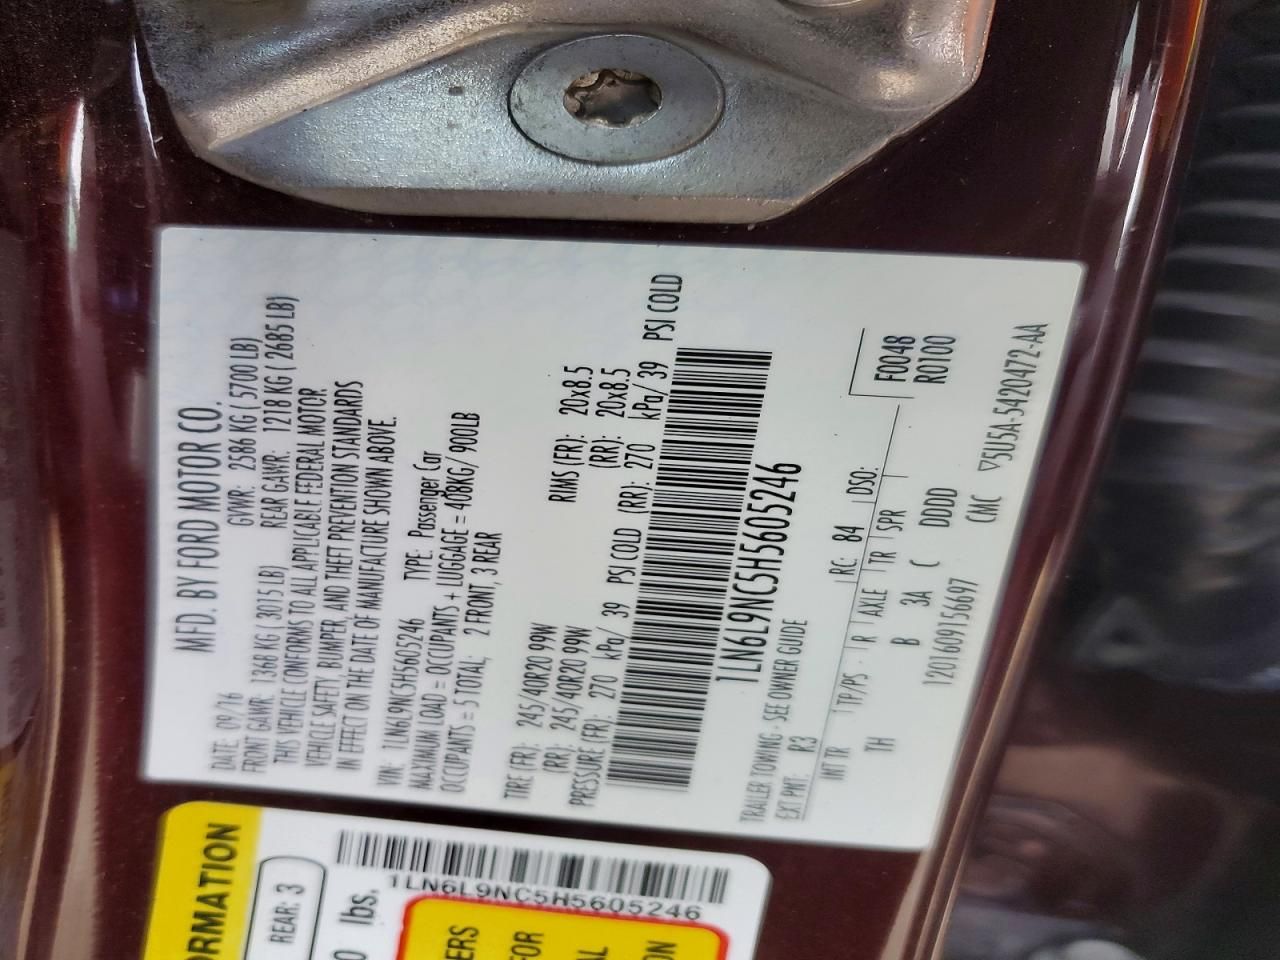 MFD. BY FORD MOTOR CO.
DATE: 09/16 GVWR: 2586 KG ( 5700 LB)
FRONT GAWR: 1368 KG 3015 LB) REAR GAWR: 1218 KG ( 2685 LB)
THIS VEHICLE CONFORMS TO ALL APPLICABLE FEDERAL MOTOR
VEHICLE SAFETY, BUMPER, AND THEFT PREVENTION STANDARDS
IN EFFECT ON THE DATE OF MANUFACTURE SHOWN ABOVE.
VIN: 1LN6L9NC5H5605246 TYPE: Passenger Car
MAXIMUM LOAD = OCCUPANTS + LUGGAGE = 408KG/ 900LB
OCCUPANTS = 5 TOTAL; 2 FRONT, 3 REAR
TIRE FR): 245/40R20 99W RIMS (FR): 20x8.5
(RR): 245/40R20 99W (RR): 20x8.5
PRESSURE (FR): 270 kPa/ 39 PSI COLD (RR): 270 kPa/ 39 PSI COLD
1LN6L9NC5H5605246
TRAILER TOWING - SEE OWNER GUIDE
EXT PNT: R3 RC: 84 DSO: F0048
R0100
INT TR TP/PS R AXLE TR SPR
TH B 3A C DDDD
1201609156697 CMC ▽5U5A-5420472-AA
ORMATION
REAR: 3
0 lbs.
1LN6L9NC5H5605246
ERS
FOR
AL
ON